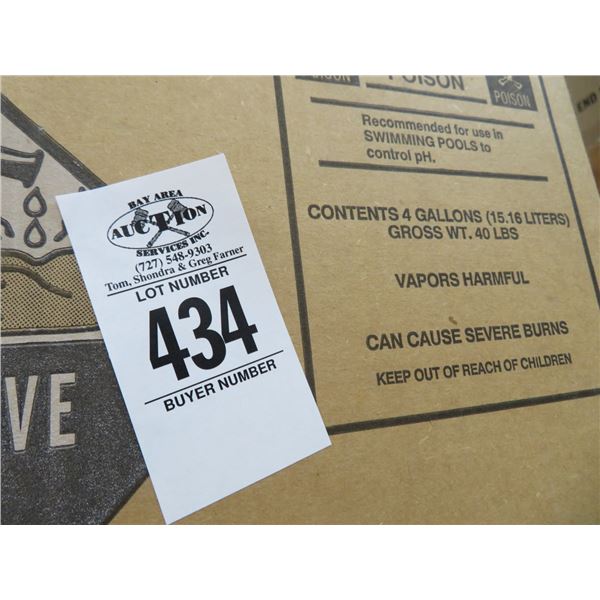 POISON
POISON
Recommended for use in
SWIMMING POOLS to
control pH.
CONTENTS 4 GALLONS (15.16 LITERS)
GROSS WT. 40 LBS
VAPORS HARMFUL
CAN CAUSE SEVERE BURNS
KEEP OUT OF REACH OF CHILDREN
BAY AREA
AUCTION
SERVICES INC.
(727) 548-9303
Tom, Shondra & Greg Farner
LOT NUMBER
434
BUYER NUMBER
VE
END